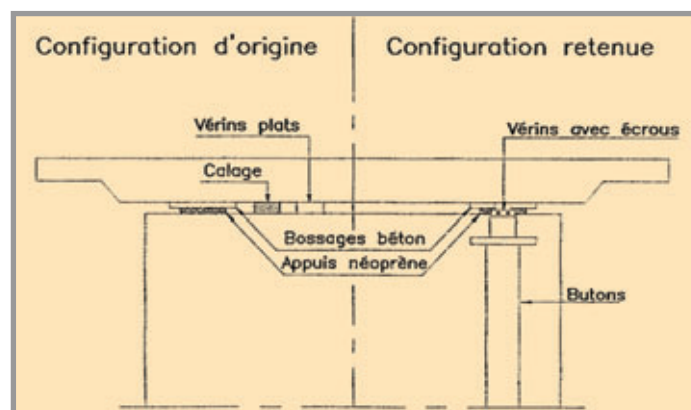 Configuration d'origine
Configuration retenue
Vérins plats
Vérins avec écrous
Calage
Bossages béton
Appuis néoprène
Butons